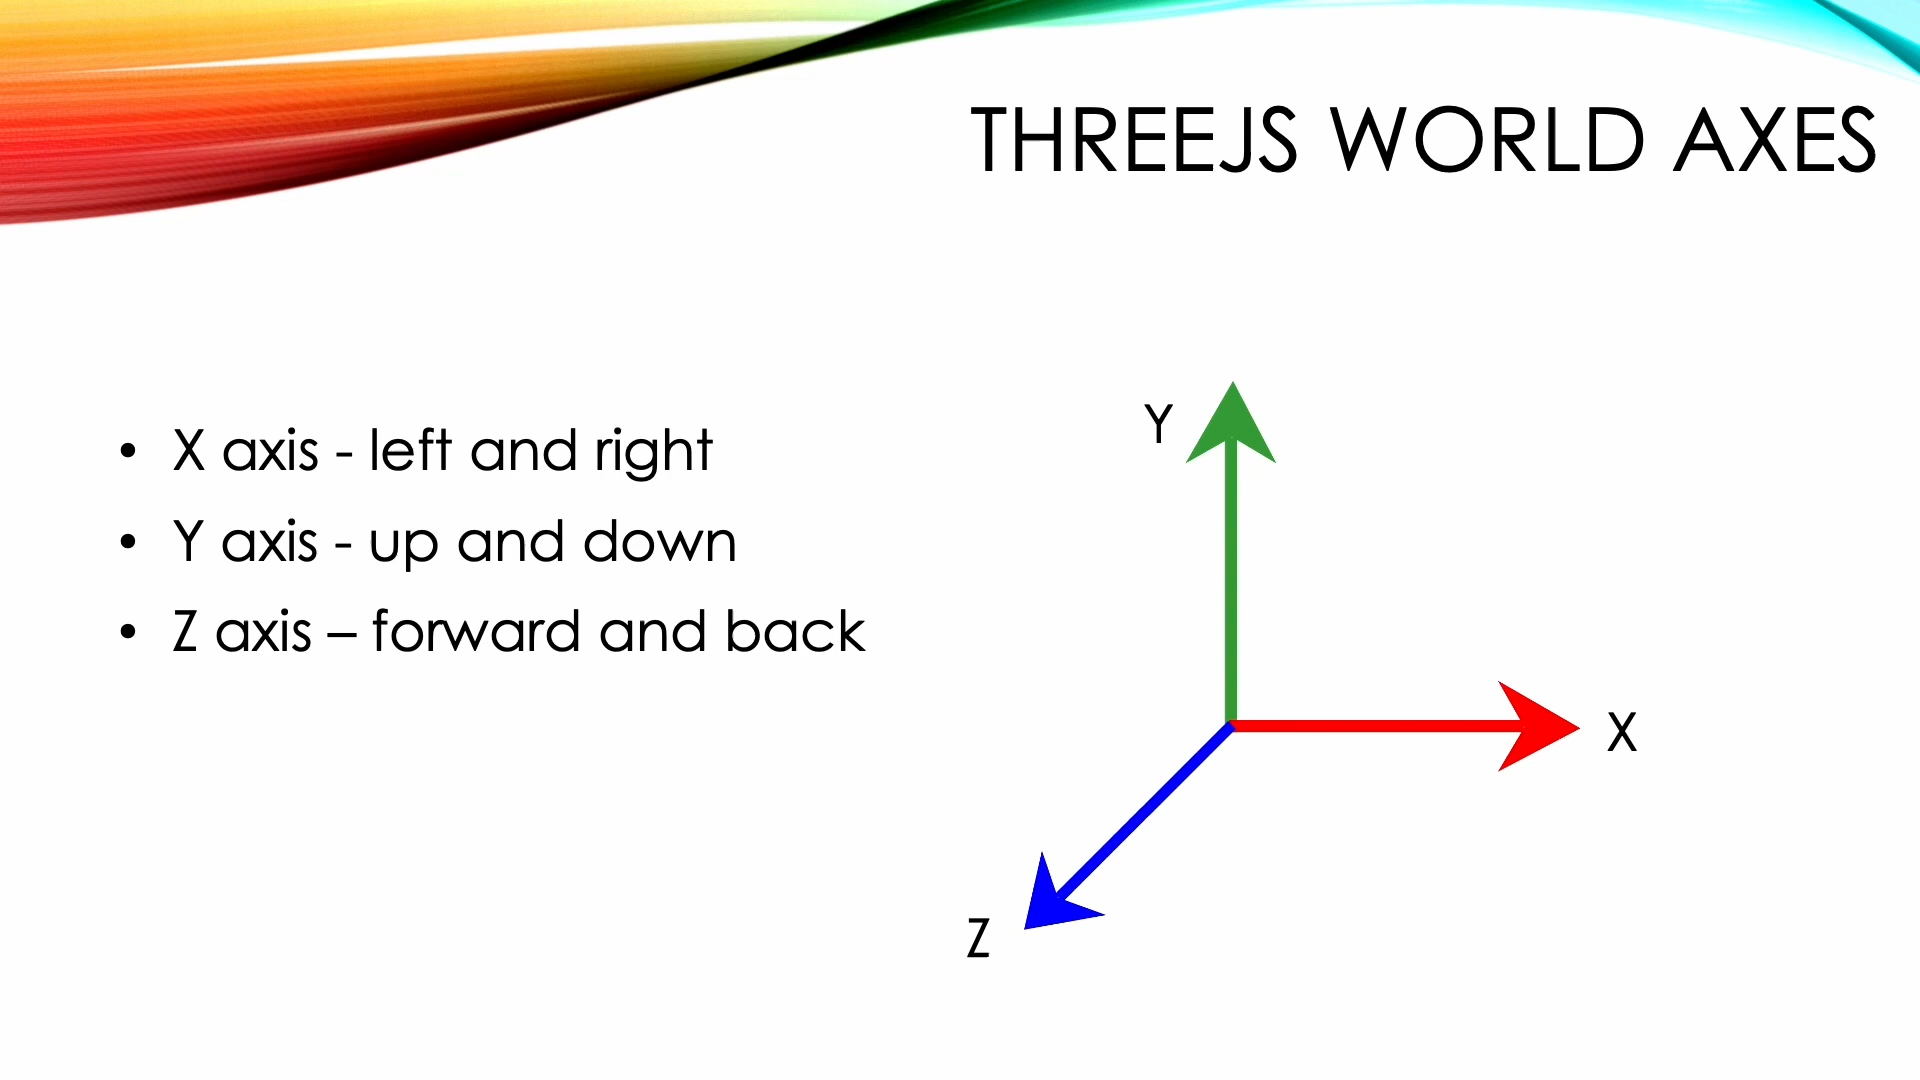 THREEJS WORLD AXES
• X axis - left and right
• Y axis - up and down
• Z axis – forward and back
Y
X
Z